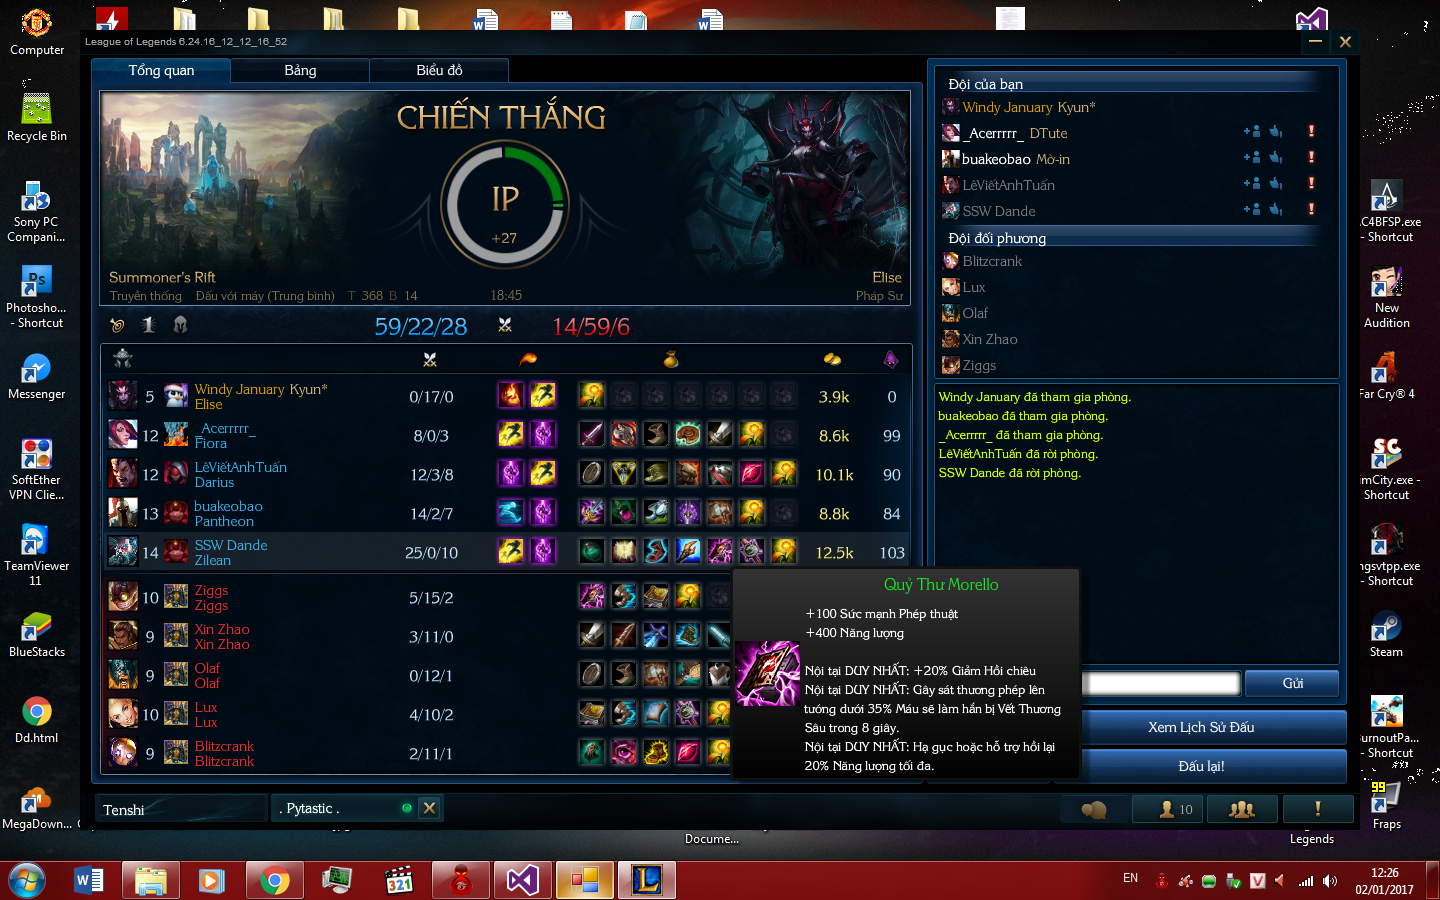 Computer
Recycle Bin
Sony PC
Compani...
Photosho...
- Shortcut
Messenger
SoftEther
VPN Clie...
TeamViewer
11
BlueStacks
Dd.html
MegaDown...
League of Legends 6.24.16_12_12_16_52
Tổng quan
Bảng
Biểu đồ
CHIẾN THẮNG
IP
+27
Summoner's Rift
Elise
Truyền thống Đấu với máy (Trung bình) T 368 B 14
18:45
Pháp Sư
1
59/22/28
14/59/6
5 Windy January Kyun* 0/17/0 3.9k 0
Elise
12 _Acerrrrr_ 8/0/3 8.6k 99
Fiora
12 LêViếtAnhTuấn 12/3/8 10.1k 90
Darius
13 buakeobao 14/2/7 8.8k 84
Pantheon
14 SSW Dande 25/0/10 12.5k 103
Zilean
10 Ziggs 5/15/2
Ziggs
9 Xin Zhao 3/11/0
Xin Zhao
9 Olaf 0/12/1
Olaf
10 Lux 4/10/2
Lux
9 Blitzcrank 2/11/1
Blitzcrank
Quỷ Thư Morello
+100 Sức mạnh Phép thuật
+400 Năng lượng
Nội tại DUY NHẤT: +20% Giảm Hồi chiêu
Nội tại DUY NHẤT: Gây sát thương phép lên
tướng dưới 35% Máu sẽ làm hắn bị Vết Thương
Sâu trong 8 giây.
Nội tại DUY NHẤT: Hạ gục hoặc hỗ trợ hồi lại
20% Năng lượng tối đa.
Đội của bạn
Windy January Kyun*
_Acerrrrr_ DTute
buakeobao Mờ-in
LêViếtAnhTuấn
SSW Dande
Đội đối phương
Blitzcrank
Lux
Olaf
Xin Zhao
Ziggs
Windy January đã tham gia phòng.
buakeobao đã tham gia phòng.
_Acerrrrr_ đã tham gia phòng.
LêViếtAnhTuấn đã rời phòng.
SSW Dande đã rời phòng.
Gửi
Xem Lịch Sử Đấu
Đấu lại!
Tenshi
. Pytastic .
10
Docume...
Legends
C4BFSP.exe
- Shortcut
New
Audition
Far Cry® 4
imCity.exe -
Shortcut
ngsvtpp.exe
- Shortcut
Steam
urnoutPa...
- Shortcut
99
Fraps
321
EN
12:26
02/01/2017